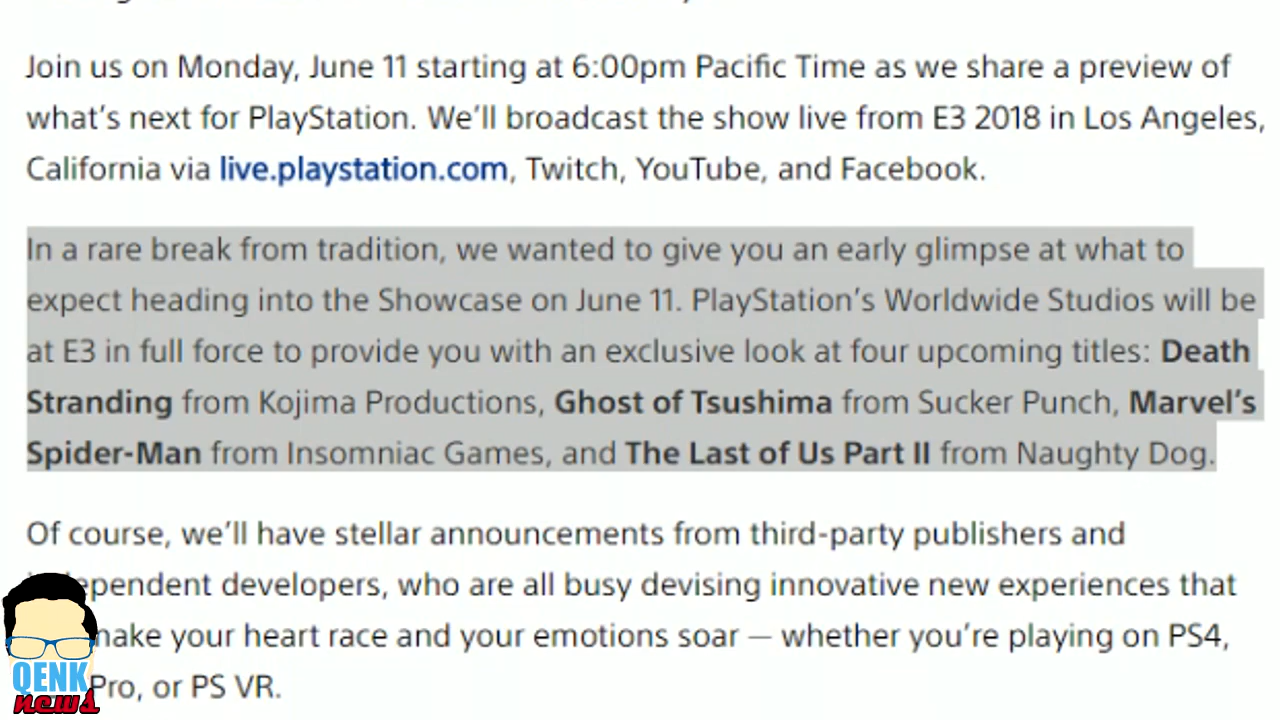 Join us on Monday, June 11 starting at 6:00pm Pacific Time as we share a preview of
what's next for PlayStation. We'll broadcast the show live from E3 2018 in Los Angeles,
California via live.playstation.com, Twitch, YouTube, and Facebook.
In a rare break from tradition, we wanted to give you an early glimpse at what to
expect heading into the Showcase on June 11. PlayStation's Worldwide Studios will be
at E3 in full force to provide you with an exclusive look at four upcoming titles: Death
Stranding from Kojima Productions, Ghost of Tsushima from Sucker Punch, Marvel's
Spider-Man from Insomniac Games, and The Last of Us Part II from Naughty Dog.
Of course, we'll have stellar announcements from third-party publishers and
developers, who are all busy devising innovative new experiences that
make your heart race and your emotions soar — whether you're playing on PS4,
Pro, or PS VR.
QENK
news